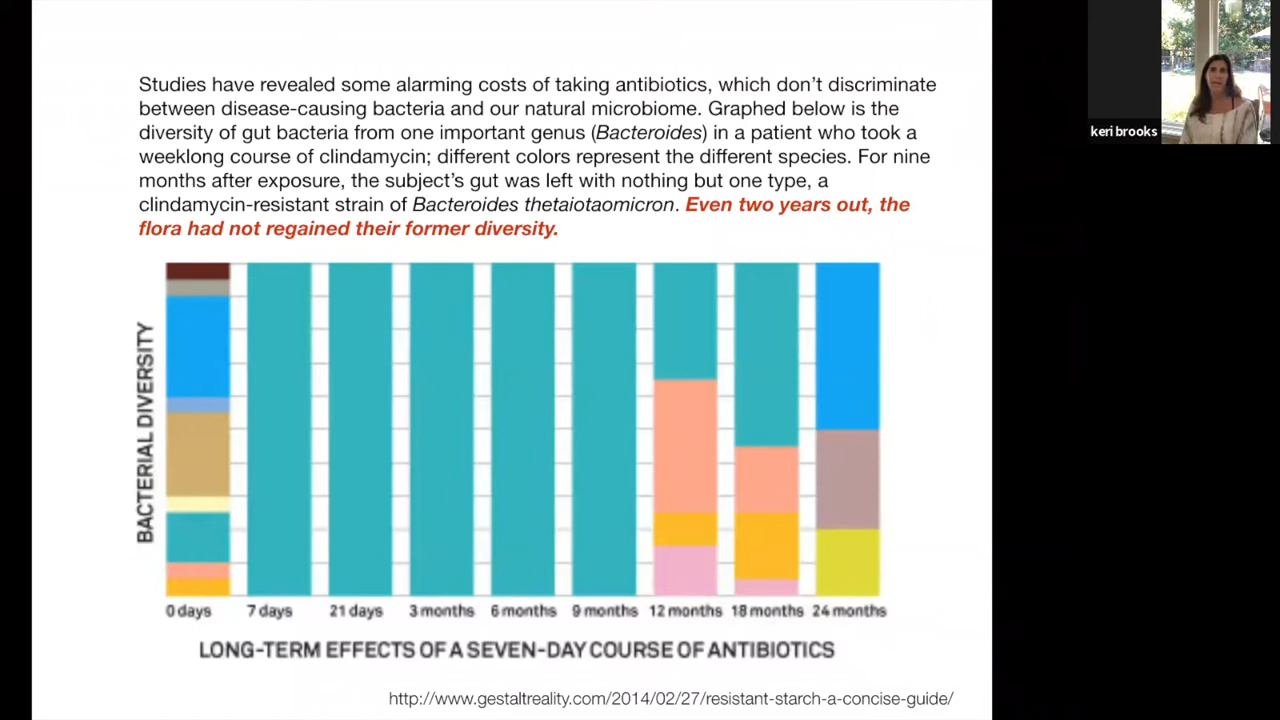 Studies have revealed some alarming costs of taking antibiotics, which don’t discriminate
between disease-causing bacteria and our natural microbiome. Graphed below is the
diversity of gut bacteria from one important genus (Bacteroides) in a patient who took a
weeklong course of clindamycin; different colors represent the different species. For nine
months after exposure, the subject’s gut was left with nothing but one type, a
clindamycin-resistant strain of Bacteroides thetaiotaomicron. Even two years out, the
flora had not regained their former diversity.
keri brooks
BACTERIAL DIVERSITY
0 days 7 days 21 days 3 months 6 months 9 months 12 months 18 months 24 months
LONG-TERM EFFECTS OF A SEVEN-DAY COURSE OF ANTIBIOTICS
http://www.gestaltreality.com/2014/02/27/resistant-starch-a-concise-guide/